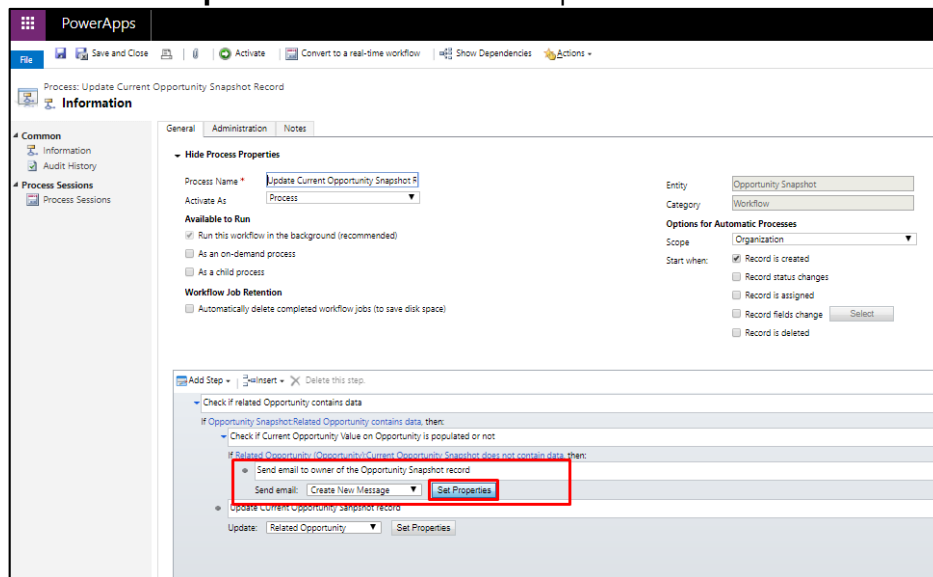 PowerApps
File Save and Close Activate Convert to a real-time workflow Show Dependencies Actions
Process: Update Current Opportunity Snapshot Record
Information
Common
Information
Audit History
Process Sessions
Process Sessions
General Administration Notes
Hide Process Properties
Process Name * Update Current Opportunity Snapshot R
Activate As Process
Available to Run
Run this workflow in the background (recommended)
As an on-demand process
As a child process
Workflow Job Retention
Automatically delete completed workflow jobs (to save disk space)
Entity Opportunity Snapshot
Category Workflow
Options for Automatic Processes
Scope Organization
Start when: Record is created
Record status changes
Record is assigned
Record fields change Select
Record is deleted
Add Step Insert Delete this step.
Check if related Opportunity contains data
If Opportunity Snapshot:Related Opportunity contains data, then:
Check if Current Opportunity Value on Opportunity is populated or not
If Related Opportunity (Opportunity):Current Opportunity Snapshot does not contain data, then:
Send email to owner of the Opportunity Snapshot record
Send email: Create New Message Set Properties
Update CUrrent Opportunity Sanpshot record
Update: Related Opportunity Set Properties